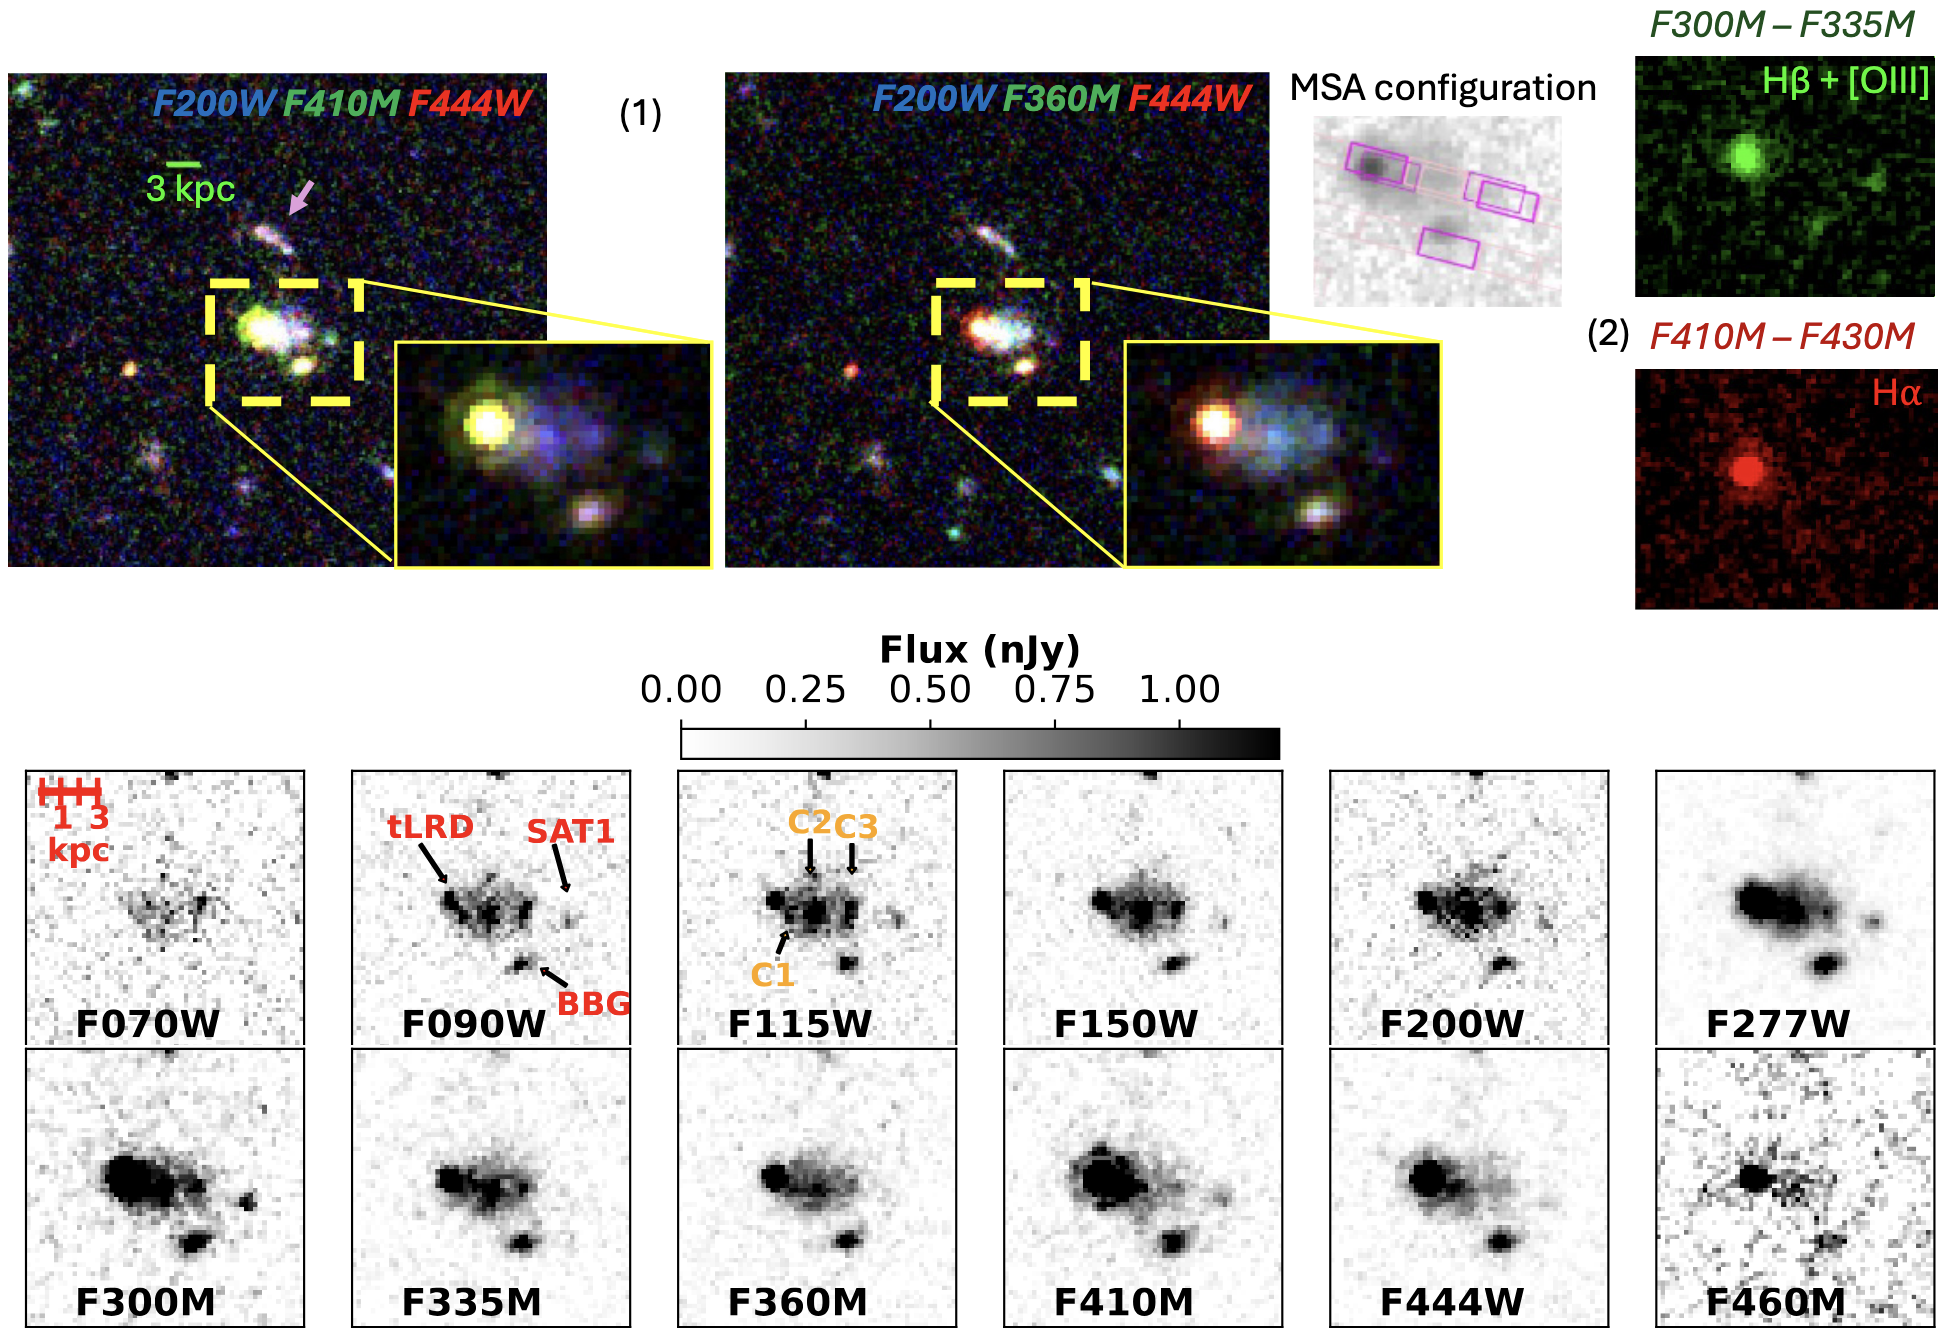 F300M – F335M
Hβ + [OIII]
F200W F410M F444W
(1)
3 kpc
F200W F360M F444W
MSA configuration
(2)
F410M – F430M
Hα
Flux (nJy)
0.00 0.25 0.50 0.75 1.00
1 3
kpc
F070W
tLRD
SAT1
BBG
F090W
C2 C3
C1
F115W
F150W
F200W
F277W
F300M
F335M
F360M
F410M
F444W
F460M